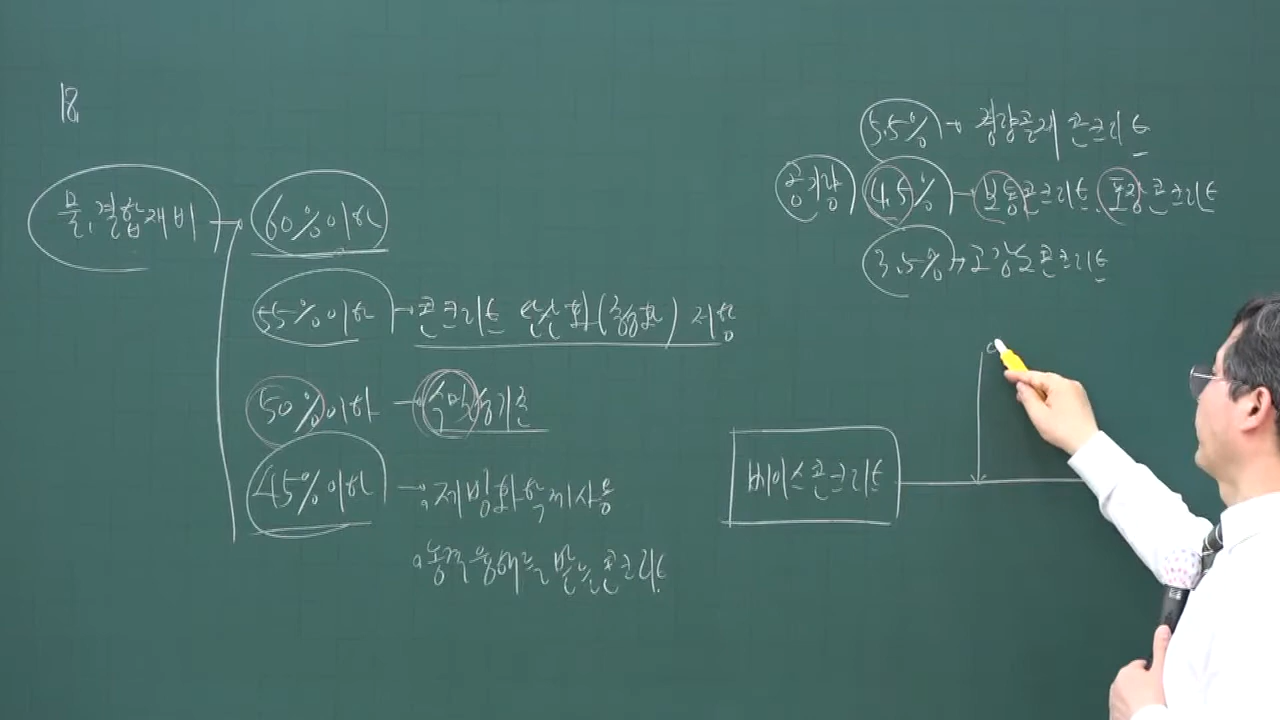 18.
물.결합재비 → 60%이하
55%이하 → 콘크리트 탄산화(중성화) 저항
50%이하 → 수밀성기준
45%이하 → 제빙화학제사용
동결융해를 받는콘크리트
5.5% → 경량골재 콘크리트
공기량 4.5% → 보통콘크리트, 포장콘크리트
3.5% → 고강도콘크리트
베이스콘크리트